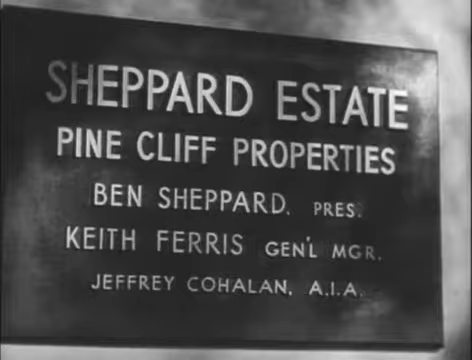 SHEPPARD ESTATE
PINE CLIFF PROPERTIES
BEN SHEPPARD. PRES.
KEITH FERRIS GEN'L MGR.
JEFFREY COHALAN, A.I.A.